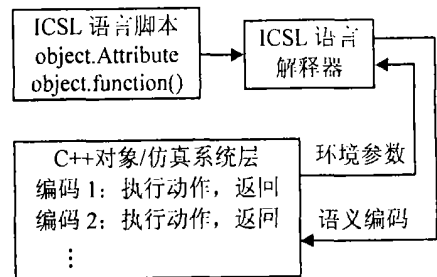 ICSL 语言脚本
object.Attribute
object.function()
ICSL 语言
解释器
C++对象/仿真系统层
编码 1：执行动作，返回
编码 2：执行动作，返回
⋮
环境参数
语义编码